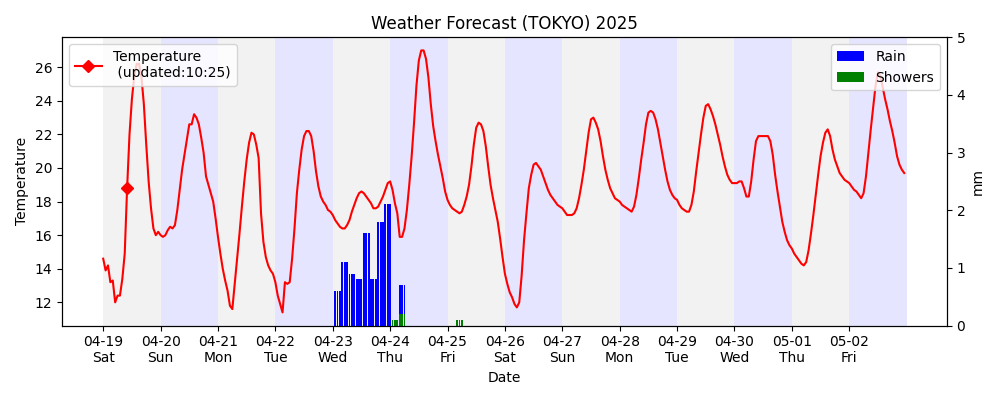 Weather Forecast (TOKYO) 2025
Temperature
(updated:10:25)
Rain
Showers
Temperature
26
24
22
20
18
16
14
12
5
4
3
2
1
0
mm
04-19 04-20 04-21 04-22 04-23 04-24 04-25 04-26 04-27 04-28 04-29 04-30 05-01 05-02
Sat Sun Mon Tue Wed Thu Fri Sat Sun Mon Tue Wed Thu Fri
Date